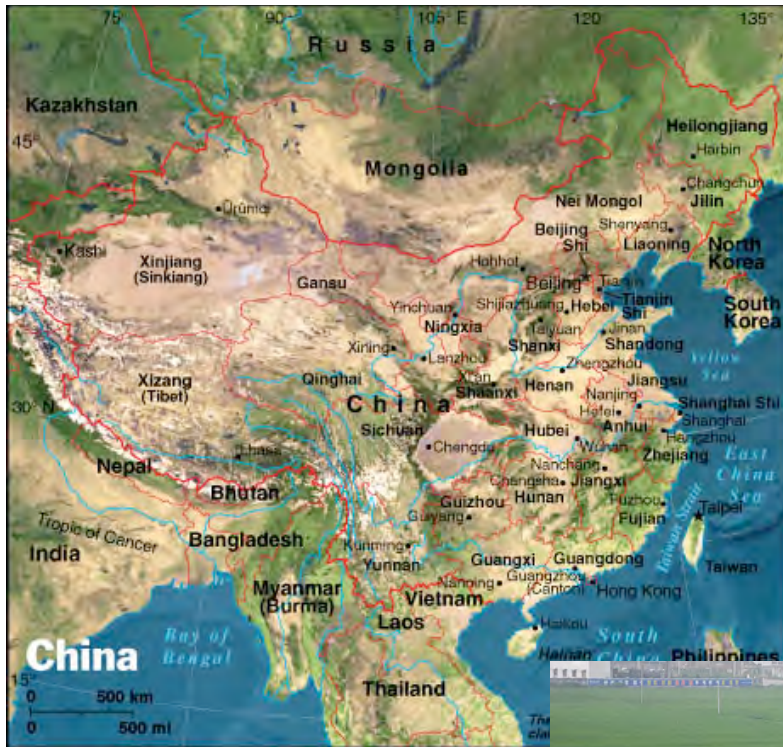 75°
90°
105° E
120°
135°
Russia
Kazakhstan
Heilongjiang
Harbin
45°
Mongolia
Changchun
Jilin
Nei Mongol
Ürümqi
Shenyang
Beijing
Shi
Liaoning
North
Korea
Kashi
Hohhot
Xinjiang
(Sinkiang)
Gansu
Beijing
Tianjin
Tianjin
Shi
South
Korea
Yinchuan
Shijiazhuang
Hebei
Ningxia
Taiyuan
Jinan
Shanxi
Shandong
Xining
Lanzhou
Yellow
Sea
Zhengzhou
Xizang
(Tibet)
Qinghai
Xi'an
Shaanxi
Henan
Jiangsu
Nanjing
30° N
China
Hefei
Shanghai Shi
Shanghai
Anhui
Sichuan
Hubei
Hangzhou
Chengdu
Wuhan
Zhejiang
East
China
Sea
Lhasa
Nepal
Nanchang
Changsha
Jiangxi
Bhutan
Guizhou
Hunan
Fuzhou
Taipei
Guiyang
Fujian
Tropic of Cancer
Bangladesh
Kunming
Taiwan Strait
India
Yunnan
Guangxi
Guangdong
Taiwan
Myanmar
(Burma)
Nanning
Guangzhou
(Canton)
Hong Kong
Vietnam
Laos
Bay of
Bengal
Haikou
Hainan
South
China
Philippines
China
15°
0 500 km
0 500 mi
Thailand
The